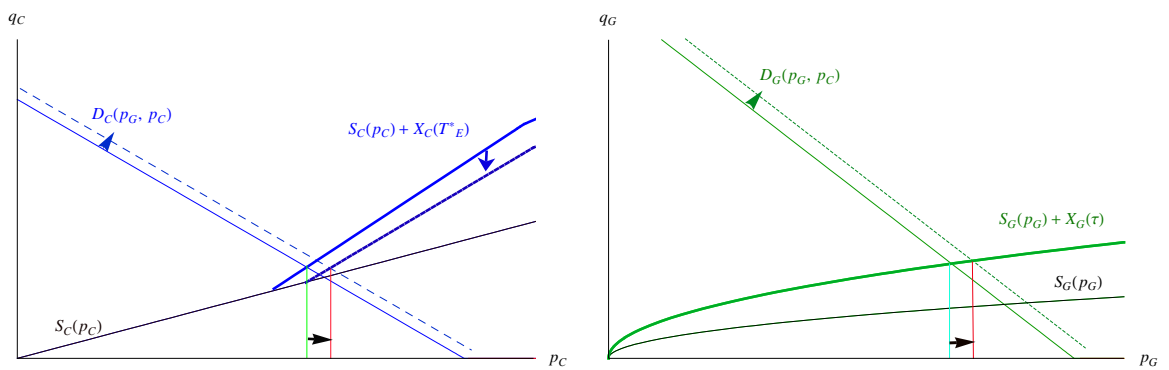 q_C
D_C(p_G, p_C)
S_C(p_C) + X_C(T*_E)
S_C(p_C)
p_C
q_G
D_G(p_G, p_C)
S_G(p_G) + X_G(τ)
S_G(p_G)
p_G